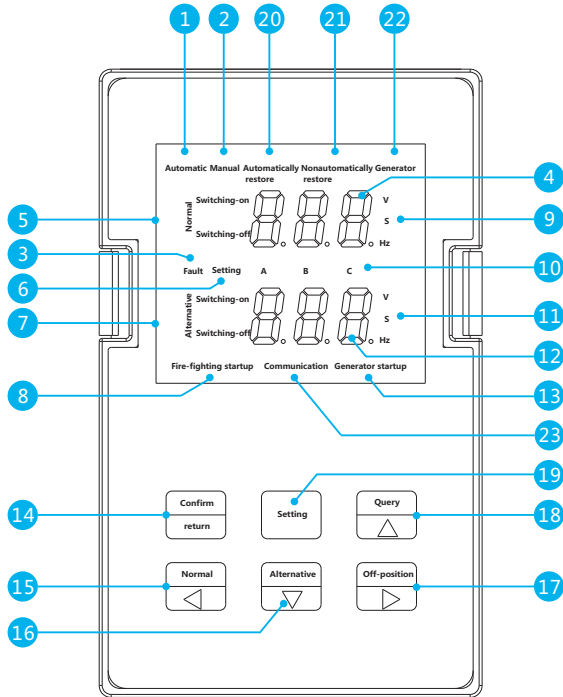 1 2 20 21 22
Automatic Manual Automatically Nonautomatically Generator
restore restore
4
Normal
Switching-on
V
5
S
9
Switching-off
Hz
3
Fault Setting A B C
10
6
Alternative
Switching-on
V
7
S
11
Switching-off
Hz
12
Fire-fighting startup Communication Generator startup
8
13
23
19
Confirm
return
Setting
Query
14
18
Normal
Alternative
Off-position
15
17
16